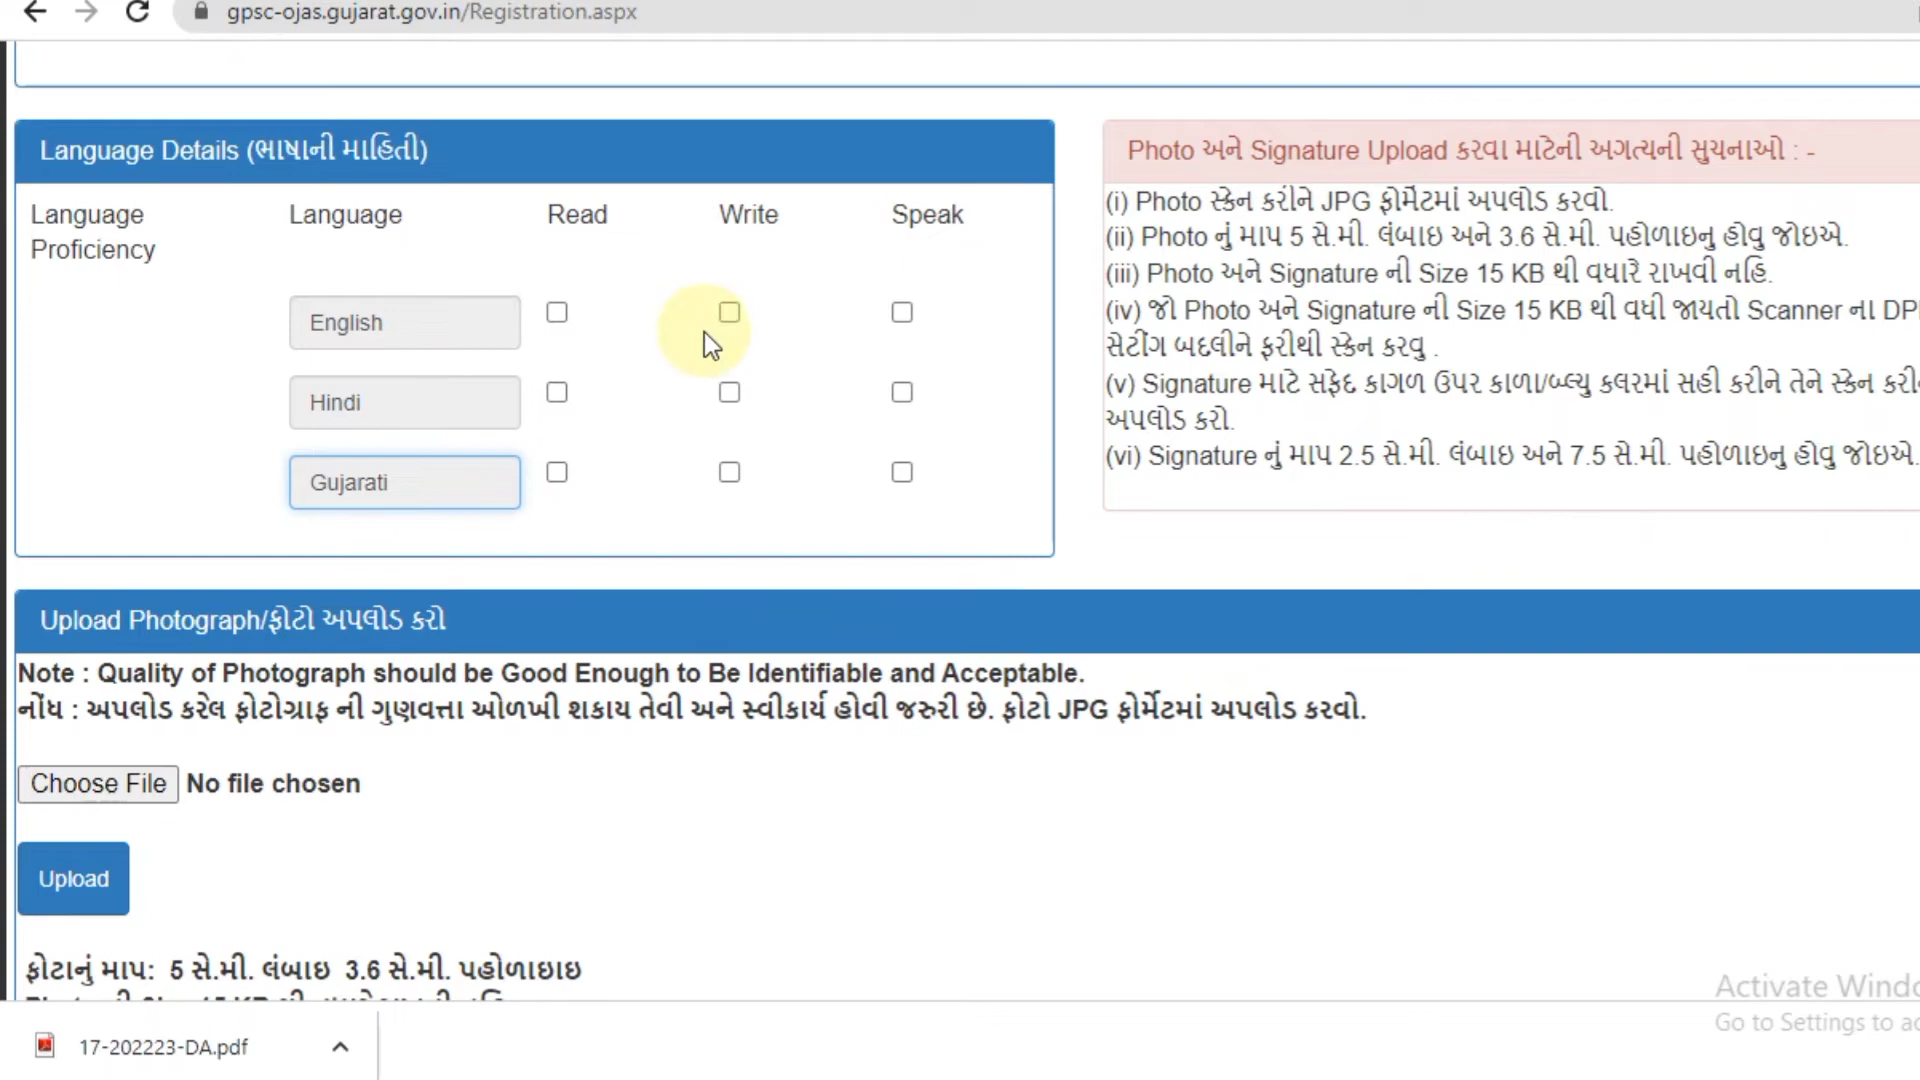 gpsc-ojas.gujarat.gov.in/Registration.aspx
Language Details (ભાષાની માહિતી)
Language Proficiency
Language
Read
Write
Speak
English
Hindi
Gujarati
Photo અને Signature Upload કરવા માટેની અગત્યની સુચનાઓ : -
(i) Photo સ્કેન કરીને JPG ફોર્મેટમાં અપલોડ કરવો.
(ii) Photo નું માપ 5 સે.મી. લંબાઇ અને 3.6 સે.મી. પહોળાઇનુ હોવુ જોઇએ.
(iii) Photo અને Signature ની Size 15 KB થી વધારે રાખવી નહિ.
(iv) જો Photo અને Signature ની Size 15 KB થી વધી જાયતો Scanner ના DPI
સેટીંગ બદલીને ફરીથી સ્કેન કરવુ .
(v) Signature માટે સફેદ કાગળ ઉપર કાળા/બ્લ્યુ કલરમાં સહી કરીને તેને સ્કેન
અપલોડ કરો.
(vi) Signature નું માપ 2.5 સે.મી. લંબાઇ અને 7.5 સે.મી. પહોળાઇનુ હોવુ જોઇએ.
Upload Photograph/ફોટો અપલોડ કરો
Note : Quality of Photograph should be Good Enough to Be Identifiable and Acceptable.
નોંધ : અપલોડ કરેલ ફોટોગ્રાફ ની ગુણવત્તા ઓળખી શકાય તેવી અને સ્વીકાર્ય હોવી જરુરી છે. ફોટો JPG ફોર્મેટમાં અપલોડ કરવો.
Choose File No file chosen
Upload
ફોટાનું માપ: 5 સે.મી. લંબાઇ 3.6 સે.મી. પહોળાઇાઇ
Activate Windo
Go to Settings to ac
17-202223-DA.pdf